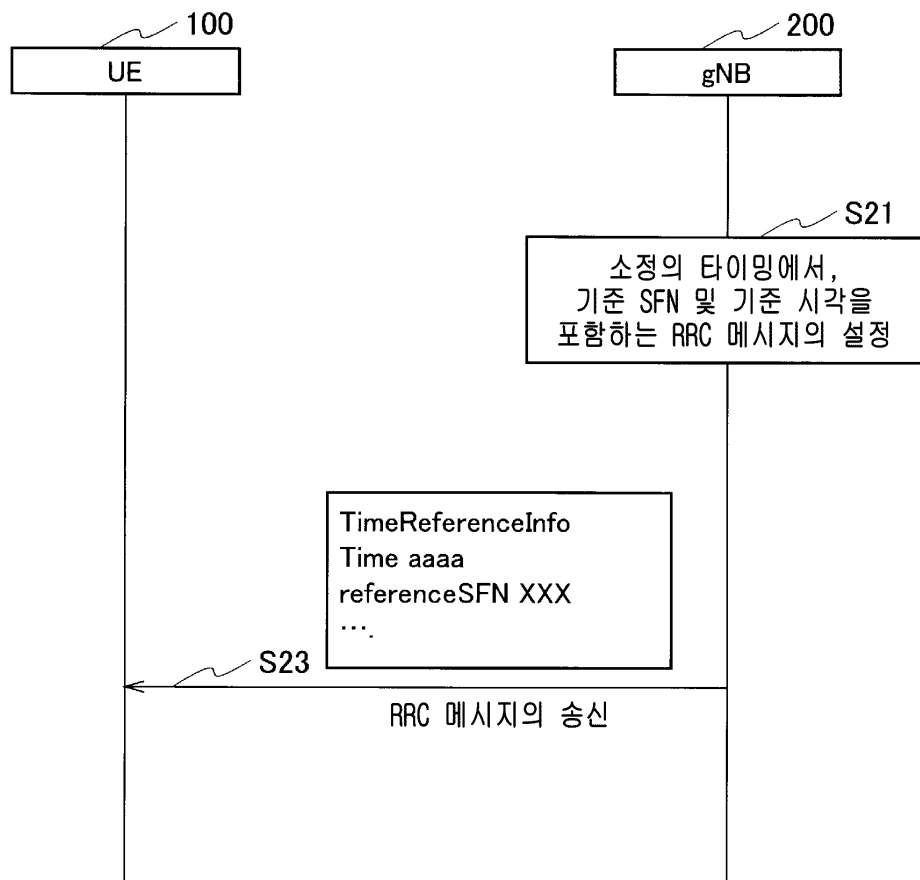 100
UE
200
gNB
S21
소정의 타이밍에서,
기준 SFN 및 기준 시각을
포함하는 RRC 메시지의 설정
TimeReferenceInfo
Time aaaa
referenceSFN XXX
….
S23
RRC 메시지의 송신